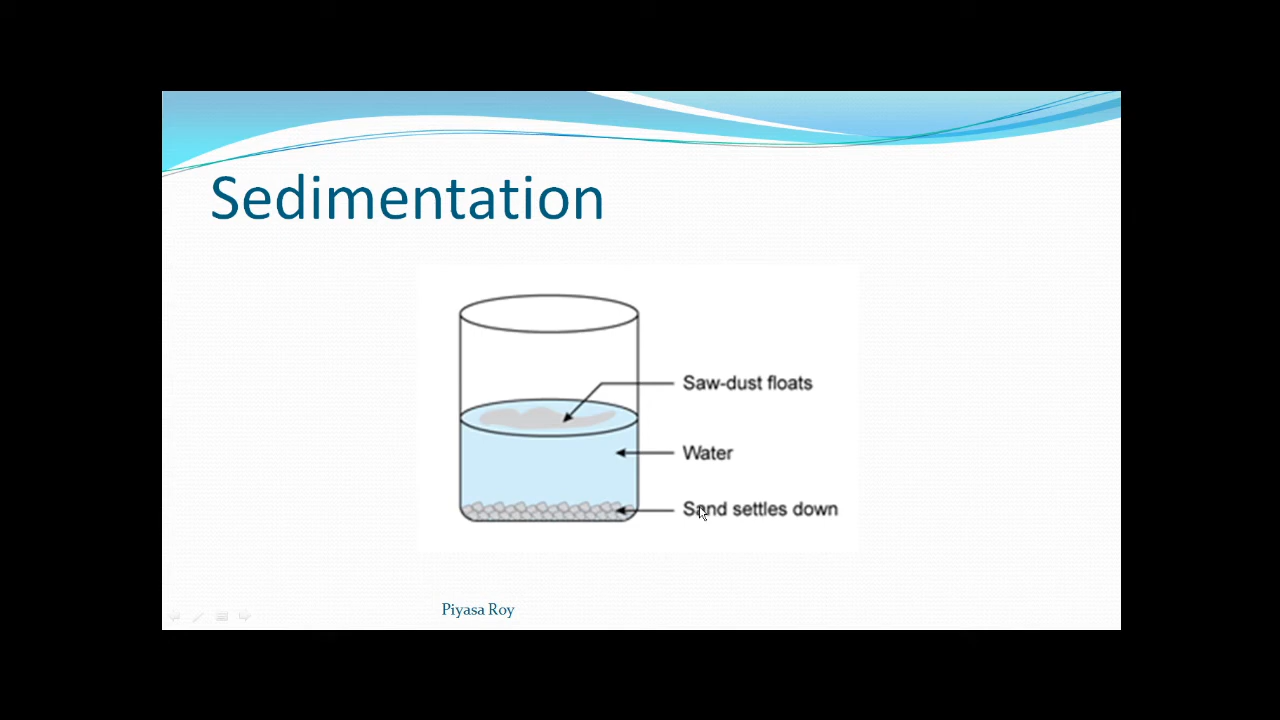 Sedimentation
Saw-dust floats
Water
Sand settles down
Piyasa Roy